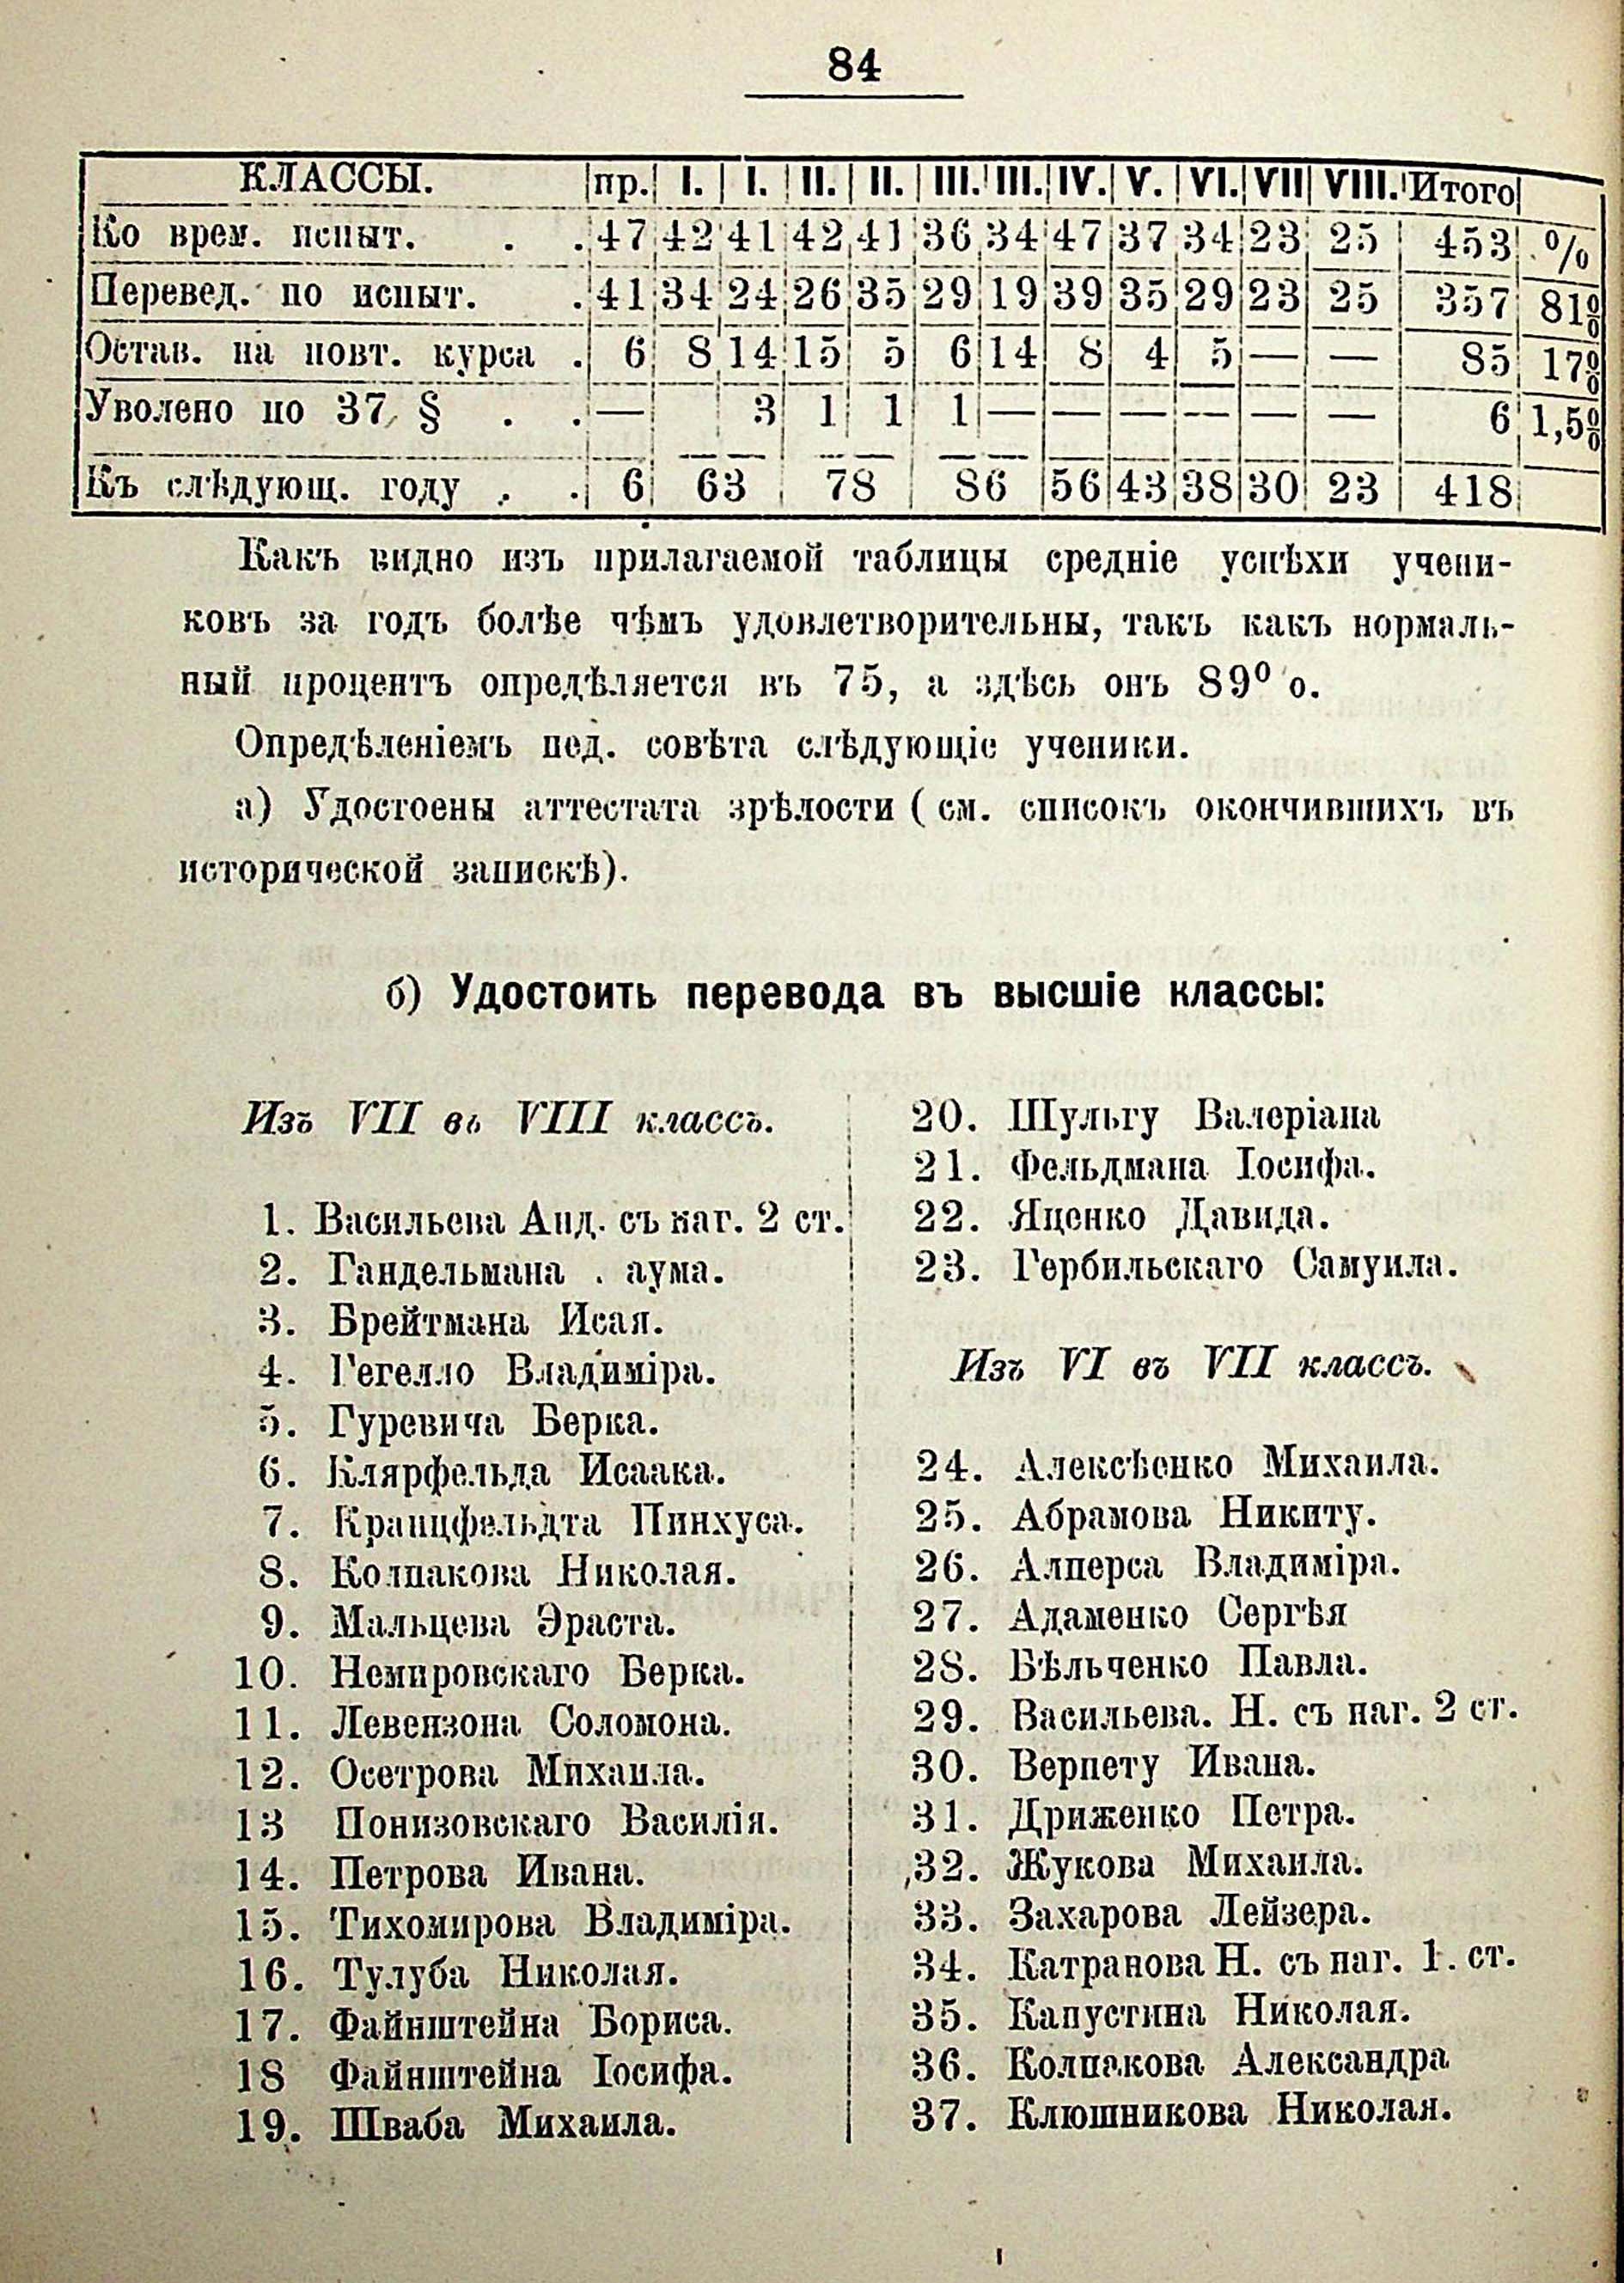 84
КЛАССЫ. пр. I. I. II. II. III. III. IV. V. VI. VII VIII. Итого
Ко врем. испыт. . . 47 42 41 42 41 36 34 47 37 34 23 25 453 %
Перевед. по испыт. . 41 34 24 26 35 29 19 39 35 29 23 25 357 81%
Остав. на повт. курса . 6 8 14 15 5 6 14 8 4 5 — — 85 17%
Уволено по 37 § . . — 3 1 1 1 — — — — — — 6 1,5%
Къ слѣдующ. году . . 6 63 78 86 56 43 38 30 23 418
Какъ видно изъ прилагаемой таблицы средніе успѣхи учени-
ковъ за годъ болѣе чѣмъ удовлетворительны, такъ какъ нормаль-
ный процентъ опредѣляется въ 75, а здѣсь онъ 89⁰ о.
Опредѣленіемъ пед. совѣта слѣдующіе ученики.
а) Удостоены аттестата зрѣлости ( см. списокъ окончившихъ въ
исторической запискѣ).
б) Удостоить перевода въ высшіе классы:
Изъ VII въ VIII классъ.
1. Васильева Анд. съ наг. 2 ст.
2. Гандельмана . аума.
3. Брейтмана Исая.
4. Гегелло Владиміра.
5. Гуревича Берка.
6. Клярфельда Исаака.
7. Кранцфельдта Пинхуса.
8. Колпакова Николая.
9. Мальцева Эраста.
10. Немировскаго Берка.
11. Левензона Соломона.
12. Осетрова Михаила.
13 Понизовскаго Василія.
14. Петрова Ивана.
15. Тихомирова Владиміра.
16. Тулуба Николая.
17. Файнштейна Бориса.
18 Файнштейна Іосифа.
19. Шваба Михаила.
20. Шульгу Валеріана
21. Фельдмана Іосифа.
22. Яценко Давида.
23. Гербильскаго Самуила.
Изъ VI въ VII классъ.
24. Алексѣенко Михаила.
25. Абрамова Никиту.
26. Алперса Владиміра.
27. Адаменко Сергѣя
28. Бѣльченко Павла.
29. Васильева. Н. съ наг. 2 ст.
30. Верпету Ивана.
31. Дриженко Петра.
32. Жукова Михаила.
33. Захарова Лейзера.
34. Катранова Н. съ наг. 1. ст.
35. Капустина Николая.
36. Колпакова Александра
37. Клюшникова Николая.